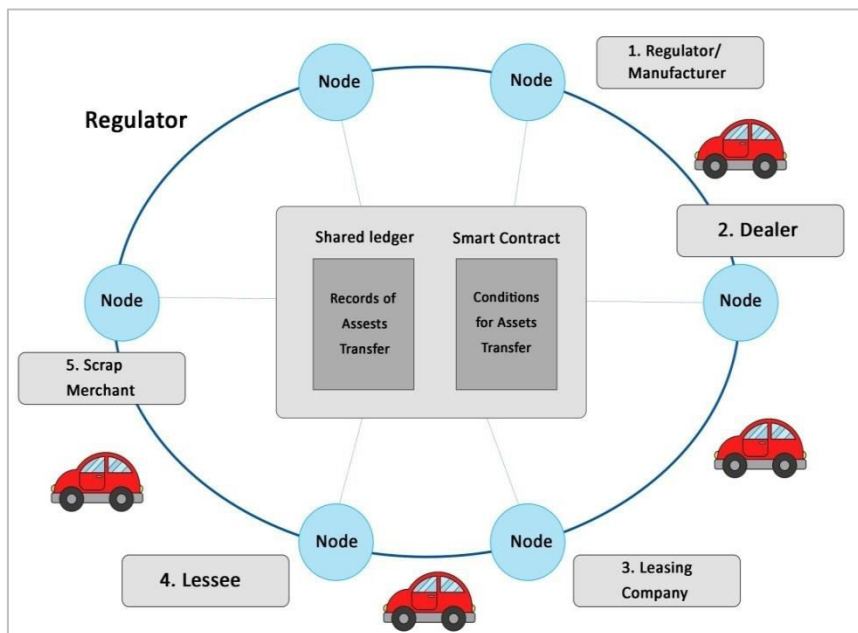 1. Regulator/
Manufacturer
Node
Node
Regulator
2. Dealer
Shared ledger
Smart Contract
Records of
Assests
Transfer
Conditions
for Assets
Transfer
Node
Node
5. Scrap
Merchant
Node
Node
4. Lessee
3. Leasing
Company